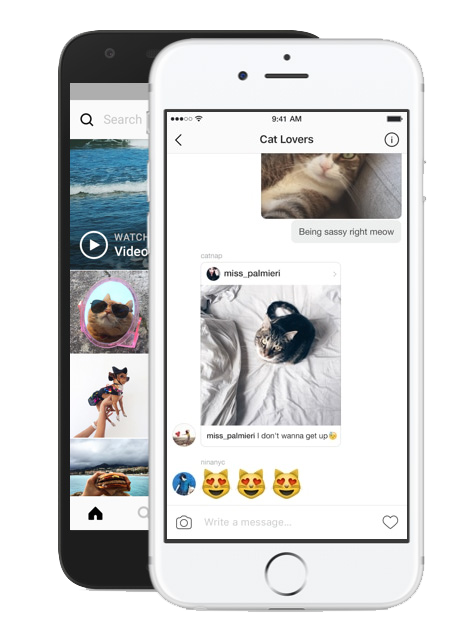 Search
WATCH
Video
9:41 AM
Cat Lovers
Being sassy right meow
catnap
miss_palmieri
miss_palmieri I don't wanna get up😴
ninanyc
😻😻😻
Write a message...